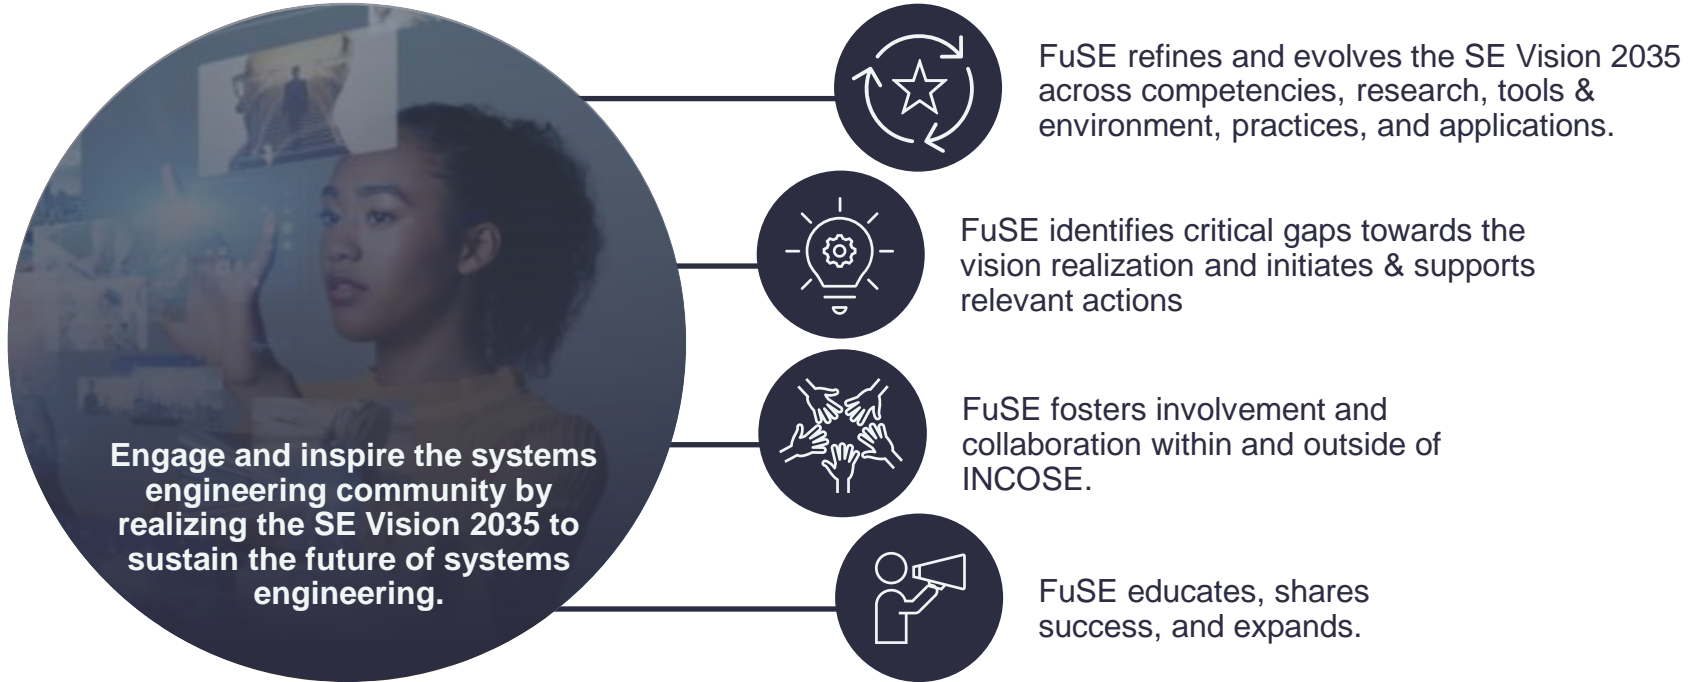 Engage and inspire the systems
engineering community by
realizing the SE Vision 2035 to
sustain the future of systems
engineering.
FuSE refines and evolves the SE Vision 2035
across competencies, research, tools &
environment, practices, and applications.
FuSE identifies critical gaps towards the
vision realization and initiates & supports
relevant actions
FuSE fosters involvement and
collaboration within and outside of
INCOSE.
FuSE educates, shares
success, and expands.